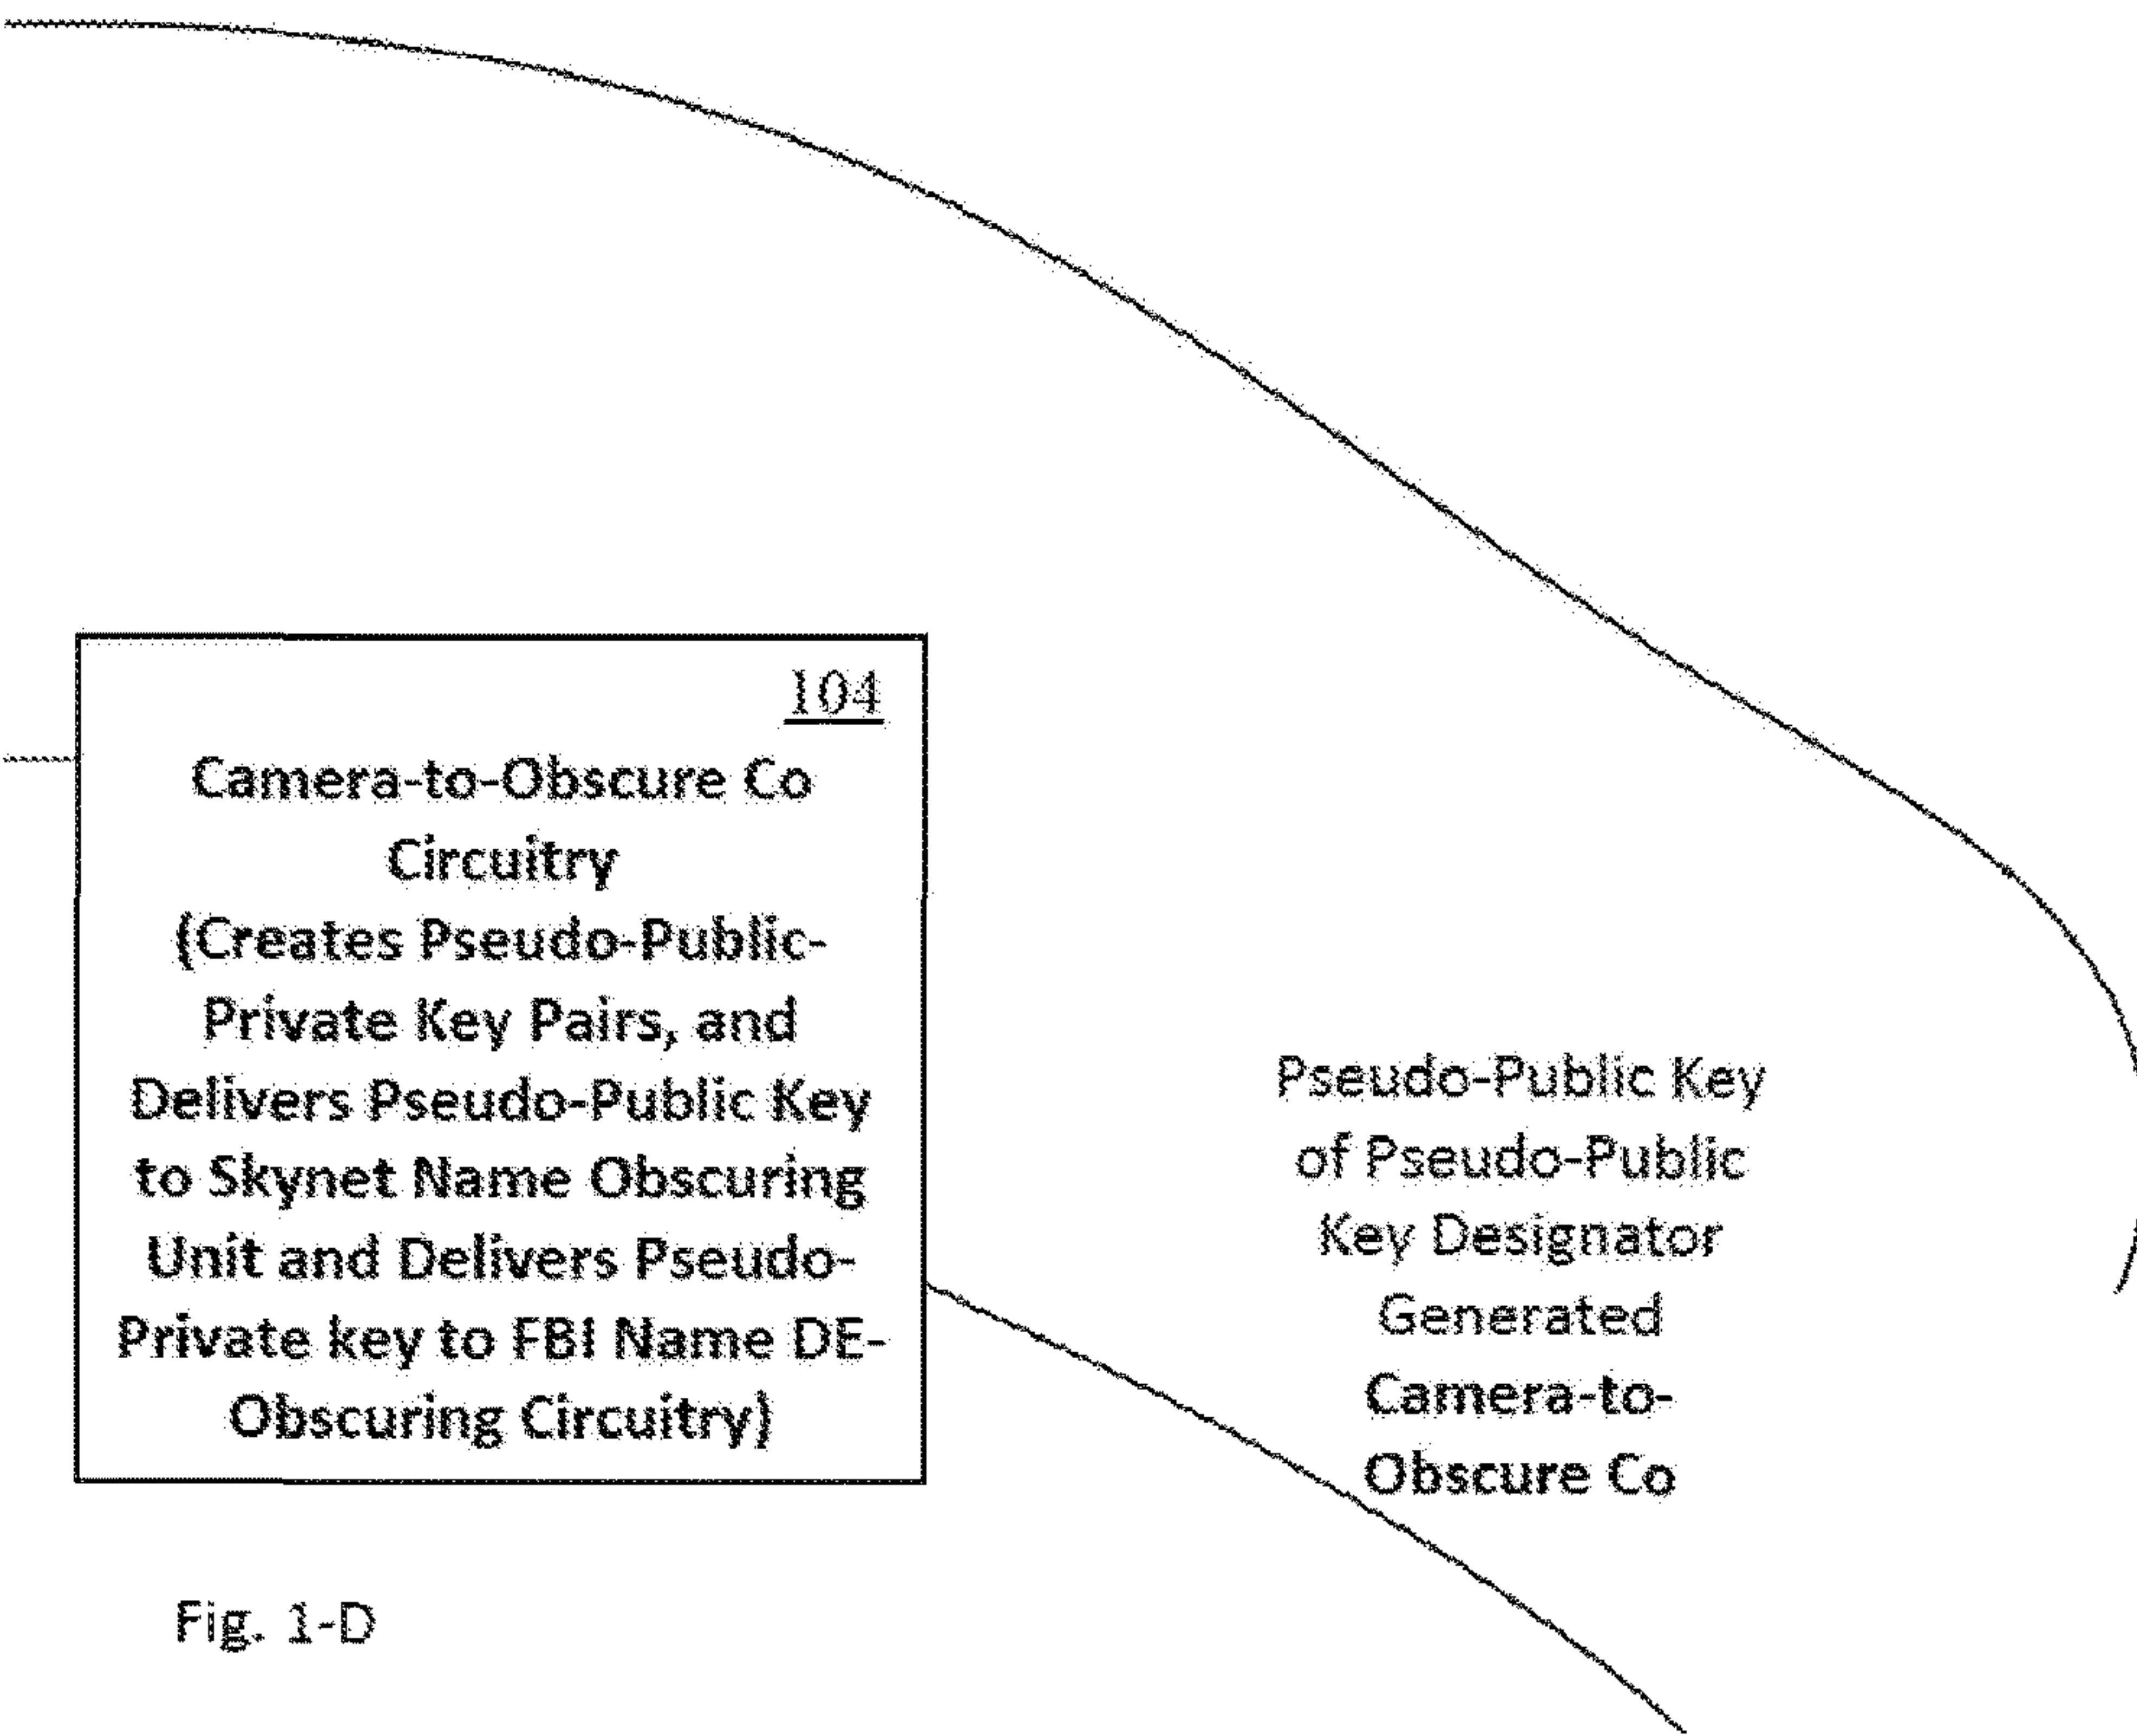 104
Camera-to-Obscure Co
Circuitry
(Creates Pseudo-Public-
Private Key Pairs, and
Delivers Pseudo-Public Key
to Skynet Name Obscuring
Unit and Delivers Pseudo-
Private key to FBI Name DE-
Obscuring Circuitry)
Pseudo-Public Key
of Pseudo-Public
Key Designator
Generated
Camera-to-
Obscure Co
Fig. 1-D